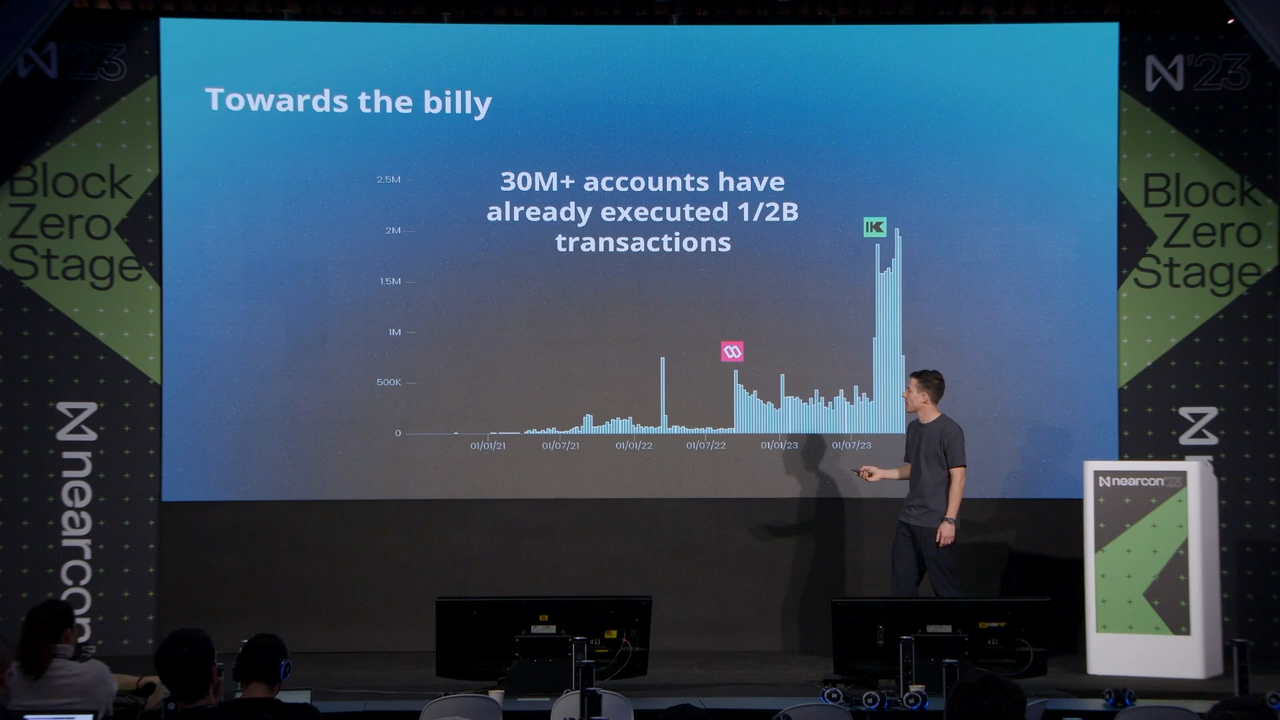 N'23
Towards the billy
30M+ accounts have
already executed 1/2B
transactions
2.5M
2M
1.5M
1M
500K
0
01/01/21
01/07/21
01/01/22
01/07/22
01/01/23
01/07/23
Block
Zero
Stage
nearcon
N'23
Block
Zero
Stage
nearcon'23